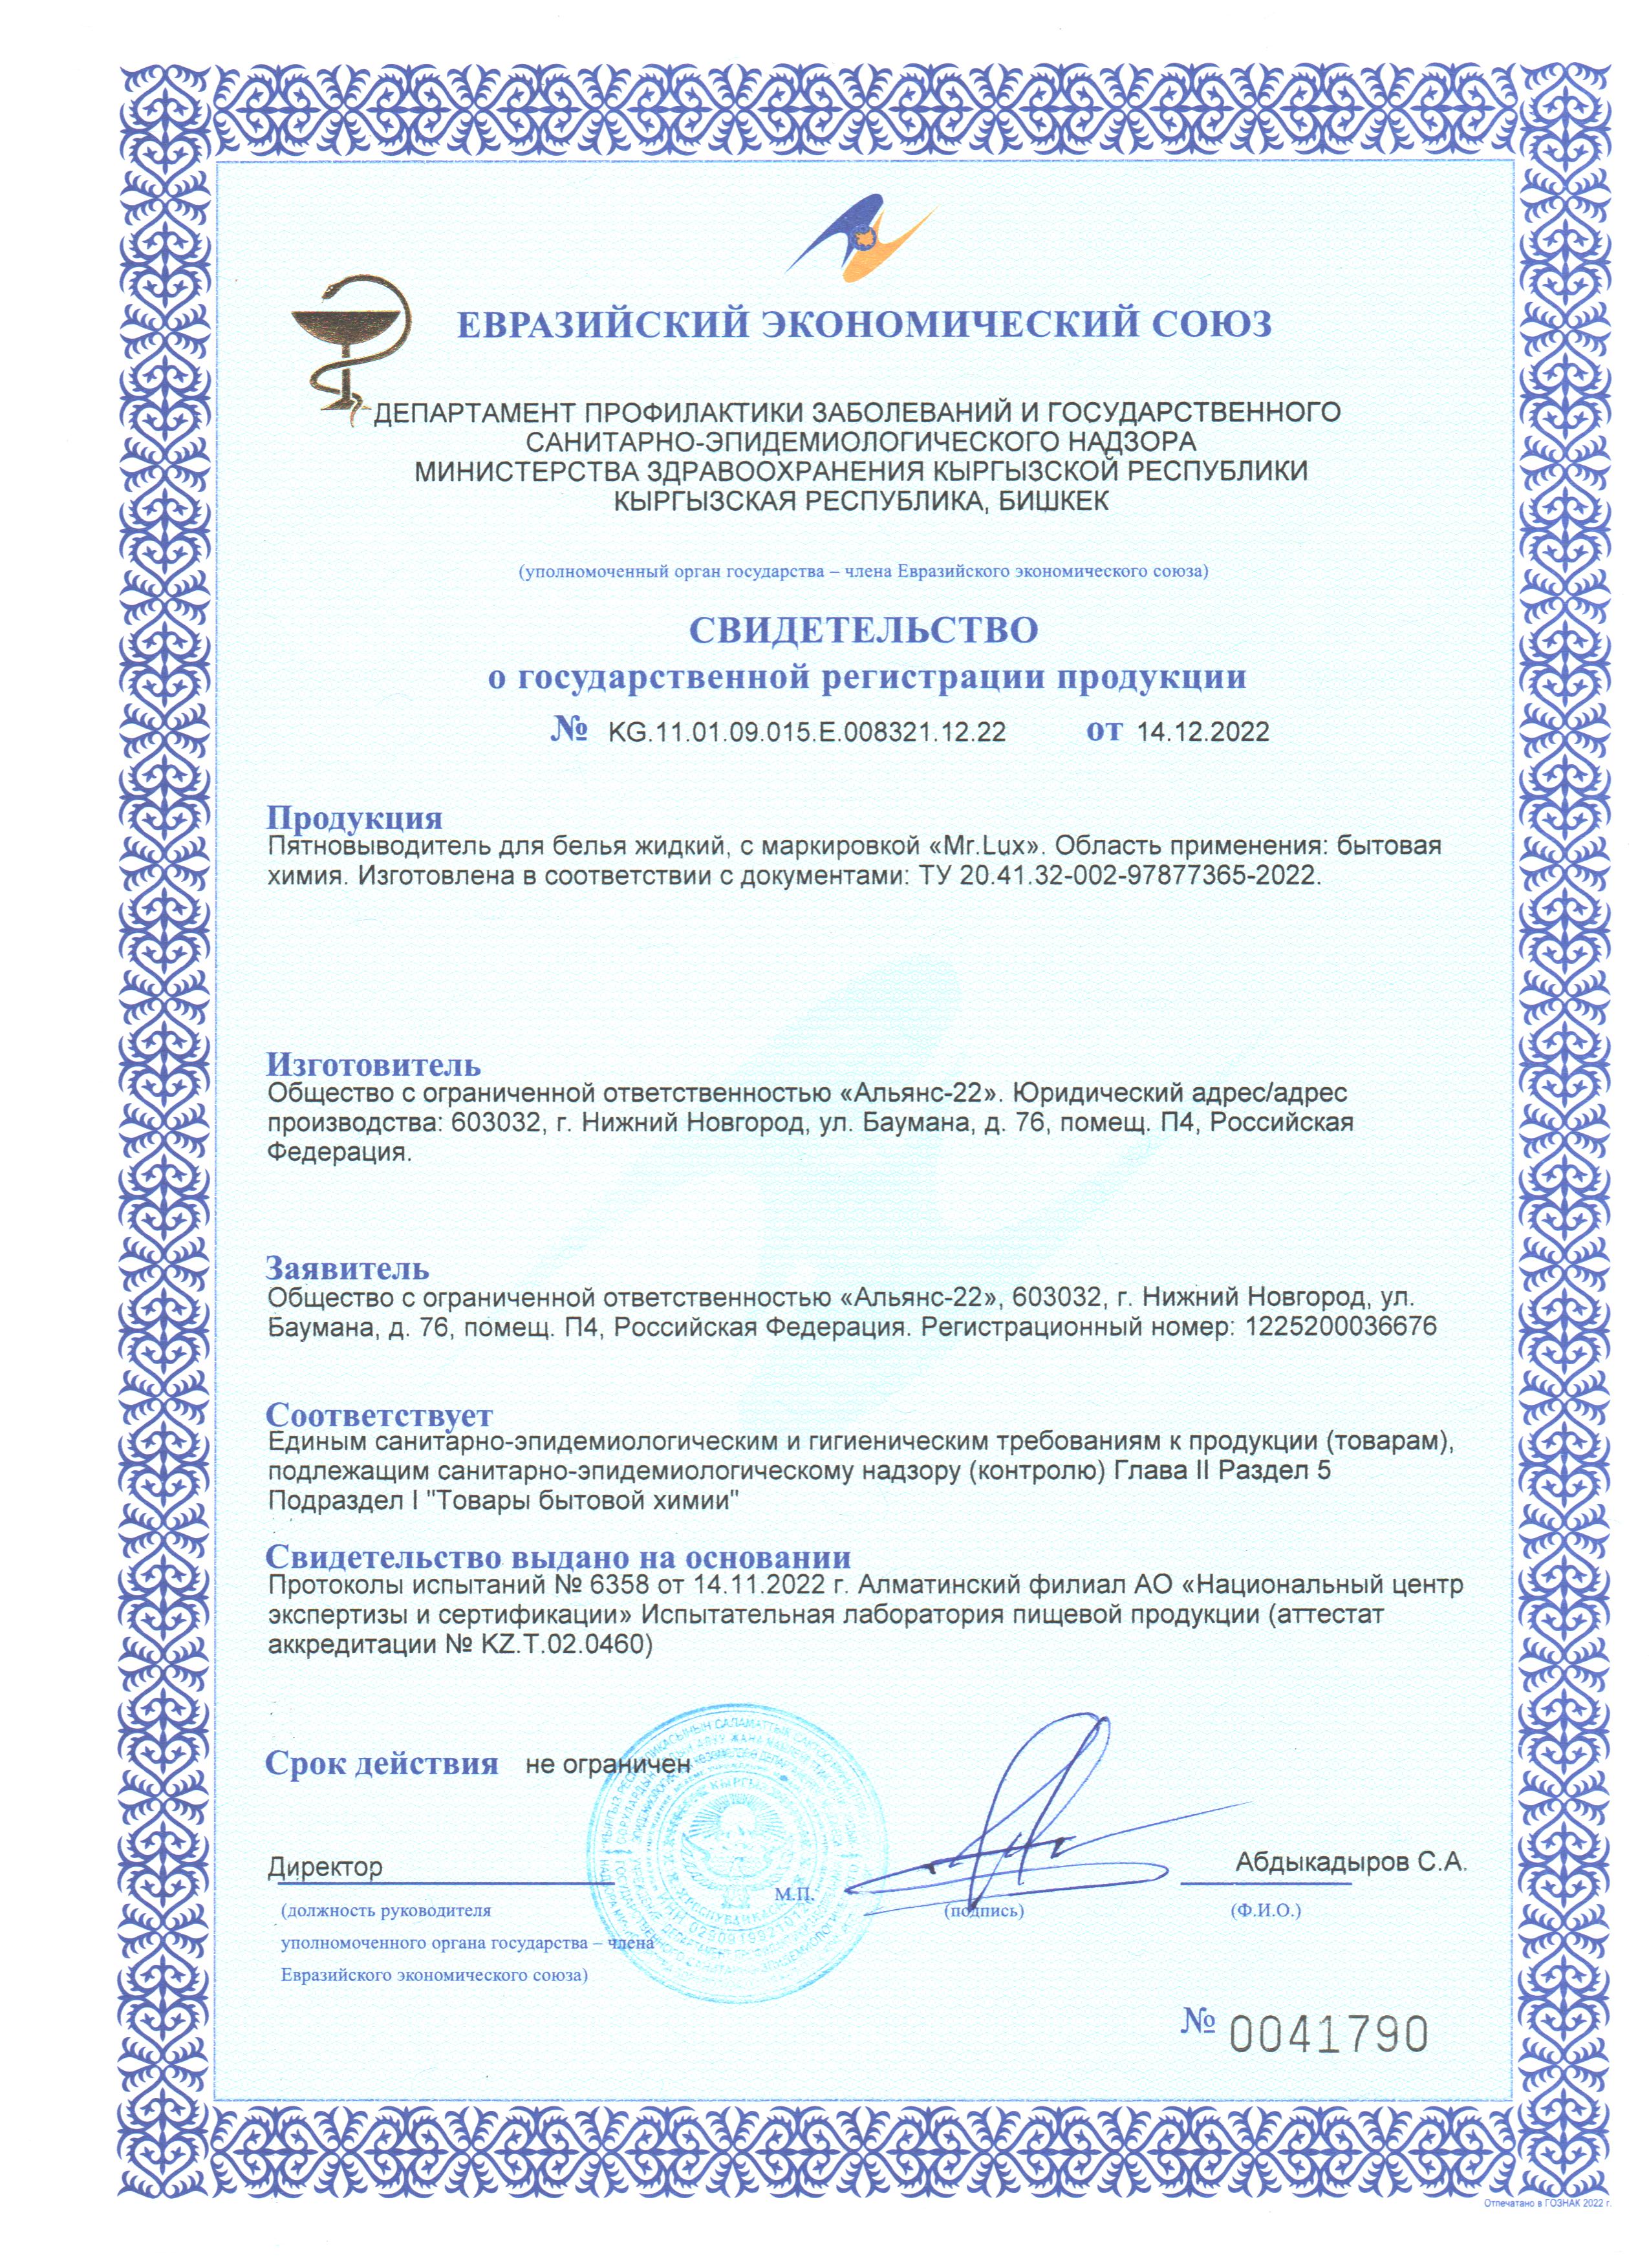 ЕВРАЗИЙСКИЙ ЭКОНОМИЧЕСКИЙ СОЮЗ
ДЕПАРТАМЕНТ ПРОФИЛАКТИКИ ЗАБОЛЕВАНИЙ И ГОСУДАРСТВЕННОГО
САНИТАРНО-ЭПИДЕМИОЛОГИЧЕСКОГО НАДЗОРА
МИНИСТЕРСТВА ЗДРАВООХРАНЕНИЯ КЫРГЫЗСКОЙ РЕСПУБЛИКИ
КЫРГЫЗСКАЯ РЕСПУБЛИКА, БИШКЕК
(уполномоченный орган государства – члена Евразийского экономического союза)
СВИДЕТЕЛЬСТВО
о государственной регистрации продукции
№ KG.11.01.09.015.E.008321.12.22 от 14.12.2022
Продукция
Пятновыводитель для белья жидкий, с маркировкой «Mr.Lux». Область применения: бытовая
химия. Изготовлена в соответствии с документами: ТУ 20.41.32-002-97877365-2022.
Изготовитель
Общество с ограниченной ответственностью «Альянс-22». Юридический адрес/адрес
производства: 603032, г. Нижний Новгород, ул. Баумана, д. 76, помещ. П4, Российская
Федерация.
Заявитель
Общество с ограниченной ответственностью «Альянс-22», 603032, г. Нижний Новгород, ул.
Баумана, д. 76, помещ. П4, Российская Федерация. Регистрационный номер: 1225200036676
Соответствует
Единым санитарно-эпидемиологическим и гигиеническим требованиям к продукции (товарам),
подлежащим санитарно-эпидемиологическому надзору (контролю) Глава II Раздел 5
Подраздел I "Товары бытовой химии"
Свидетельство выдано на основании
Протоколы испытаний № 6358 от 14.11.2022 г. Алматинский филиал АО «Национальный центр
экспертизы и сертификации» Испытательная лаборатория пищевой продукции (аттестат
аккредитации № KZ.T.02.0460)
Срок действия не ограничен
Директор
Абдыкадыров С.А.
М.П.
(должность руководителя
уполномоченного органа государства – члена
Евразийского экономического союза)
(подпись)
(Ф.И.О.)
№ 0041790
Отпечатано в ГОЗНАК 2022 г.